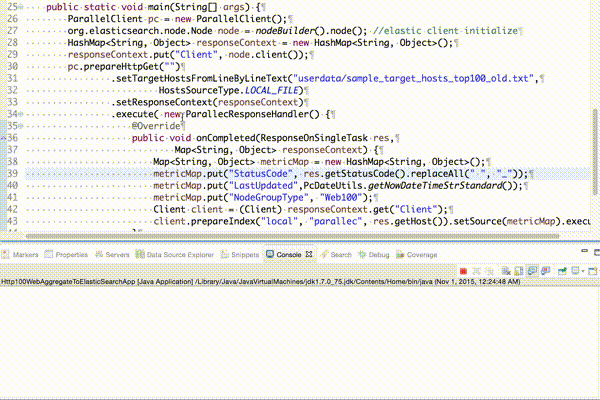 25 public static void main(String[] args) {
26 ParallelClient pc = new ParallelClient();
27 org.elasticsearch.node.Node node = nodeBuilder().node(); //elastic client initialize
28 HashMap<String, Object> responseContext = new HashMap<String, Object>();
29 responseContext.put("Client", node.client());
30 pc.prepareHttpGet("")
31 .setTargetHostsFromLineByLineText("userdata/sample_target_hosts_top100_old.txt",
32 HostsSourceType.LOCAL_FILE)
33 .setResponseContext(responseContext)
34 .execute( new ParallecResponseHandler() {
35 @Override
36 public void onCompleted(ResponseOnSingleTask res,
37 Map<String, Object> responseContext) {
38 Map<String, Object> metricMap = new HashMap<String, Object>();
39 metricMap.put("StatusCode", res.getStatusCode().replaceAll(" ", "_"));
40 metricMap.put("LastUpdated",PcDateUtils.getNowDateTimeStrStandard());
41 metricMap.put("NodeGroupType", "Web100");
42 Client client = (Client) responseContext.get("Client");
43 client.prepareIndex("local", "parallec", res.getHost()).setSource(metricMap).execu
Markers Properties Servers Data Source Explorer Snippets Console Search Debug Coverage
Http100WebAggregateToElasticSearchApp [Java Application] /Library/Java/JavaVirtualMachines/jdk1.7.0_75.jdk/Contents/Home/bin/java (Nov 1, 2015, 12:24:48 AM)